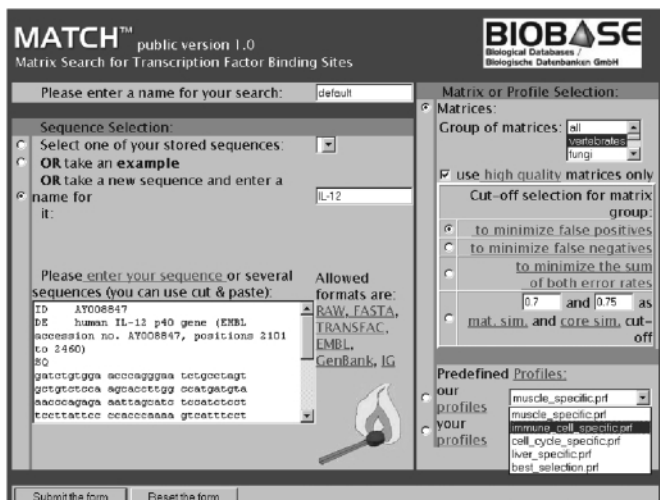 MATCH™ public version 1.0
Matrix Search for Transcription Factor Binding Sites
BIOBASE
Biological Databases /
Biologische Datenbanken GmbH
Please enter a name for your search: default
Sequence Selection:
Select one of your stored sequences:
OR take an example
OR take a new sequence and enter a
name for IL-12
it:
Please enter your sequence or several
sequences (you can use cut & paste):
ID AY008847
DE human IL-12 p40 gene (EMBL
accession no. AY008847, positions 2101
to 2460)
SQ
gatctgtgga acccagggaa tctgcctagt
gctgtctcca agcaccttgg ccatgatgta
aacccagaga aattagcatc tccatctcct
tccttattcc ccacccaaaa gtcatttcct
Allowed
formats are:
RAW, FASTA,
TRANSFAC,
EMBL,
GenBank, IG
Matrix or Profile Selection:
Matrices:
Group of matrices: all
vertebrates
fungi
use high quality matrices only
Cut-off selection for matrix
group:
to minimize false positives
to minimize false negatives
to minimize the sum
of both error rates
0.7 and 0.75 as
mat. sim. and core sim. cut-
off
Predefined Profiles:
our
profiles
your
profiles
muscle_specific.prf
muscle_specific.prf
immune_cell_specific.prf
cell_cycle_specific.prf
liver_specific.prf
best_selection.prf
Submit the form
Reset the form